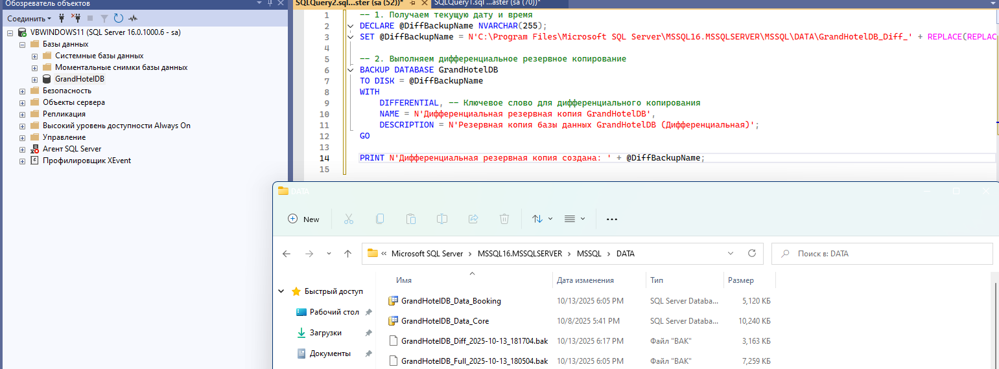 Обозреватель объектов
SQLQuery2.sql...ster (sa (52))*
SQLQuery1.sql ...aster (sa (70))*
Соединить
VBWINDOWS11 (SQL Server 16.0.1000.6 - sa)
Базы данных
Системные базы данных
Моментальные снимки базы данных
GrandHotelDB
Безопасность
Объекты сервера
Репликация
Высокий уровень доступности Always On
Управление
Агент SQL Server
Профилировщик XEvent
1 -- 1. Получаем текущую дату и время
2 DECLARE @DiffBackupName NVARCHAR(255);
3 SET @DiffBackupName = N'C:\Program Files\Microsoft SQL Server\MSSQL16.MSSQLSERVER\MSSQL\DATA\GrandHotelDB_Diff_' + REPLACE(REPLAC
4
5 -- 2. Выполняем дифференциальное резервное копирование
6 BACKUP DATABASE GrandHotelDB
7 TO DISK = @DiffBackupName
8 WITH
9 DIFFERENTIAL, -- Ключевое слово для дифференциального копирования
10 NAME = N'Дифференциальная резервная копия GrandHotelDB',
11 DESCRIPTION = N'Резервная копия базы данных GrandHotelDB (Дифференциальная)';
12 GO
13
14 PRINT N'Дифференциальная резервная копия создана: ' + @DiffBackupName;
15
DATA
New
« Microsoft SQL Server > MSSQL16.MSSQLSERVER > MSSQL > DATA
Поиск в: DATA
Быстрый доступ
Рабочий стол
Загрузки
Документы
Имя Дата изменения Тип Размер
GrandHotelDB_Data_Booking 10/13/2025 6:05 PM SQL Server Databa... 5,120 КБ
GrandHotelDB_Data_Core 10/8/2025 5:41 PM SQL Server Databa... 10,240 КБ
GrandHotelDB_Diff_2025-10-13_181704.bak 10/13/2025 6:17 PM Файл "BAK" 3,163 КБ
GrandHotelDB_Full_2025-10-13_180504.bak 10/13/2025 6:05 PM Файл "BAK" 7,259 КБ